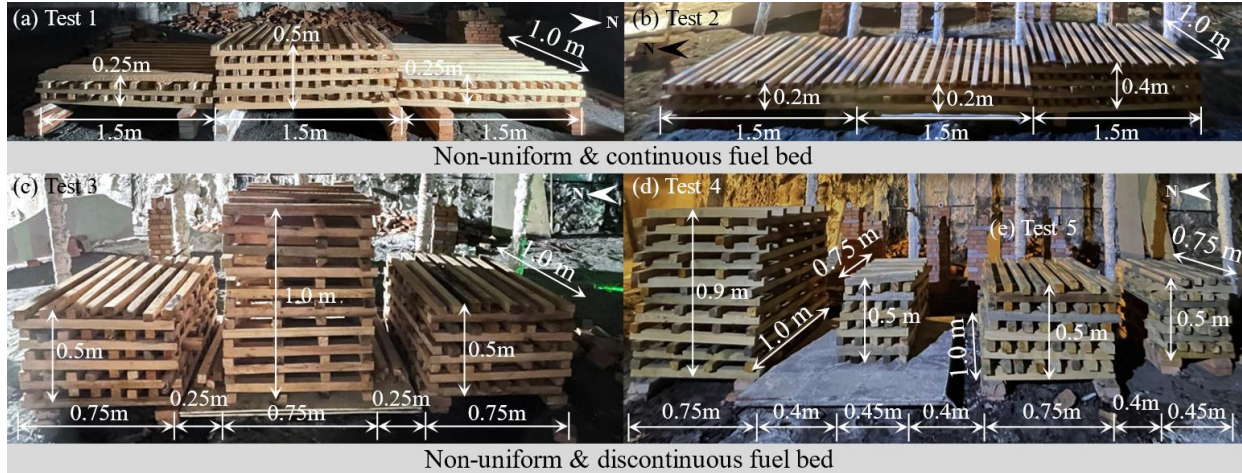 (a) Test 1
N
0.5m
1.0 m
0.25m
0.25m
1.5m
1.5m
1.5m
(b) Test 2
N
1.0 m
0.2m
0.2m
0.4m
1.5m
1.5m
1.5m
Non-uniform & continuous fuel bed
(c) Test 3
N
1.0 m
0.5m
1.0 m
0.5m
0.25m
0.25m
0.75m
0.75m
0.75m
(d) Test 4
N
(e) Test 5
0.75 m
0.75 m
0.9 m
1.0 m
0.5 m
1.0 m
0.5 m
0.5 m
0.75m
0.4m
0.45m
0.4m
0.75m
0.4m
0.45m
Non-uniform & discontinuous fuel bed